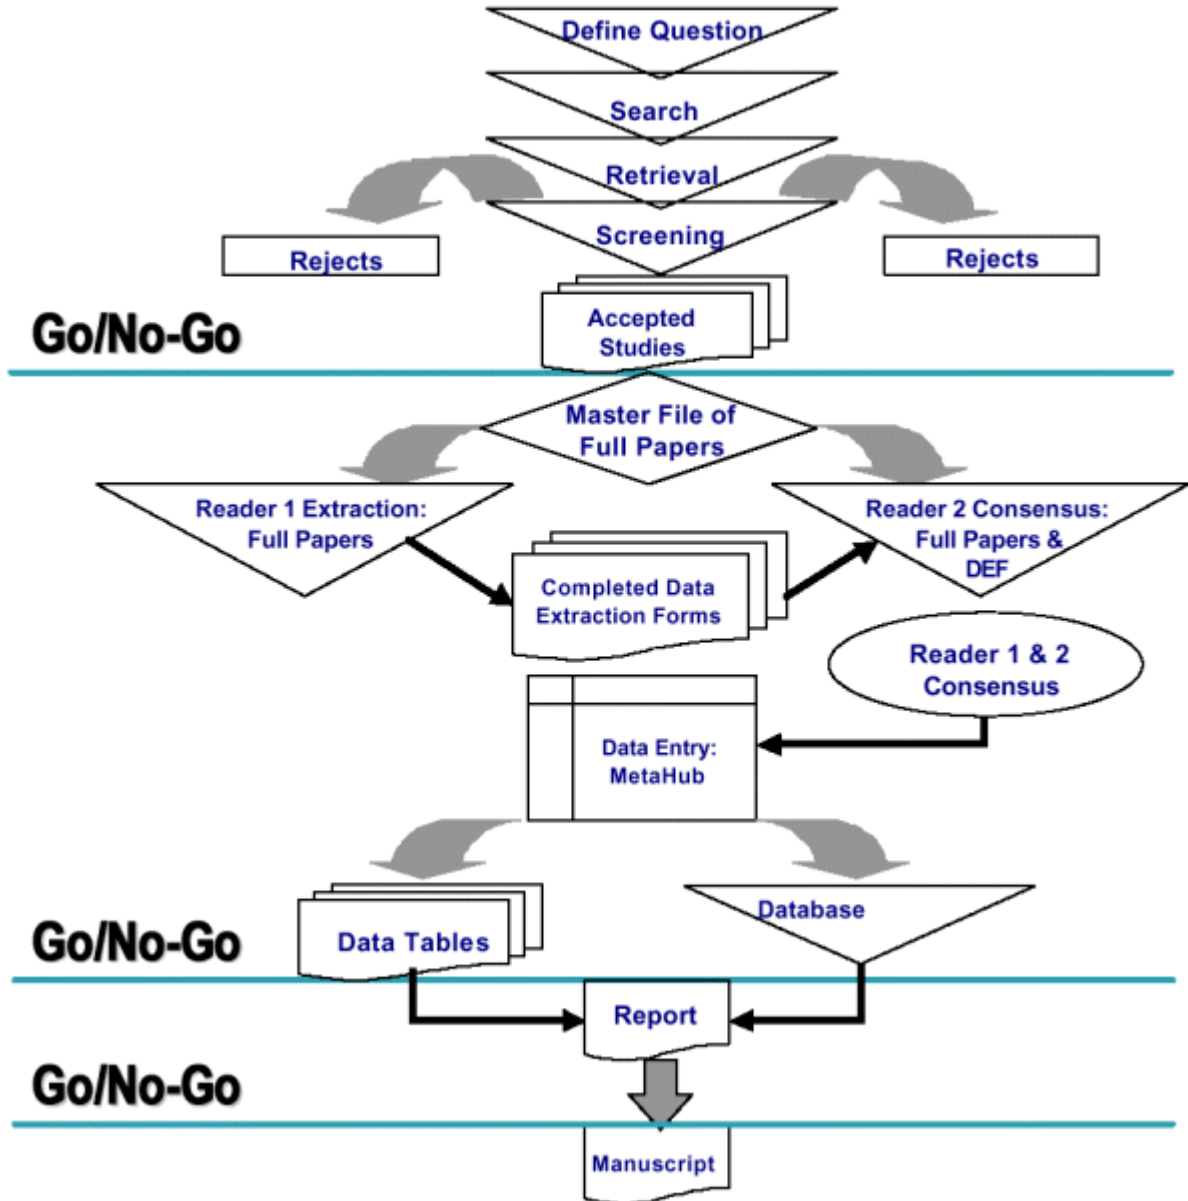 Define Question
Search
Retrieval
Screening
Rejects
Rejects
Accepted
Studies
Go/No-Go
Master File of
Full Papers
Reader 1 Extraction:
Full Papers
Reader 2 Consensus:
Full Papers &
DEF
Completed Data
Extraction Forms
Reader 1 & 2
Consensus
Data Entry:
MetaHub
Database
Data Tables
Go/No-Go
Report
Go/No-Go
Manuscript